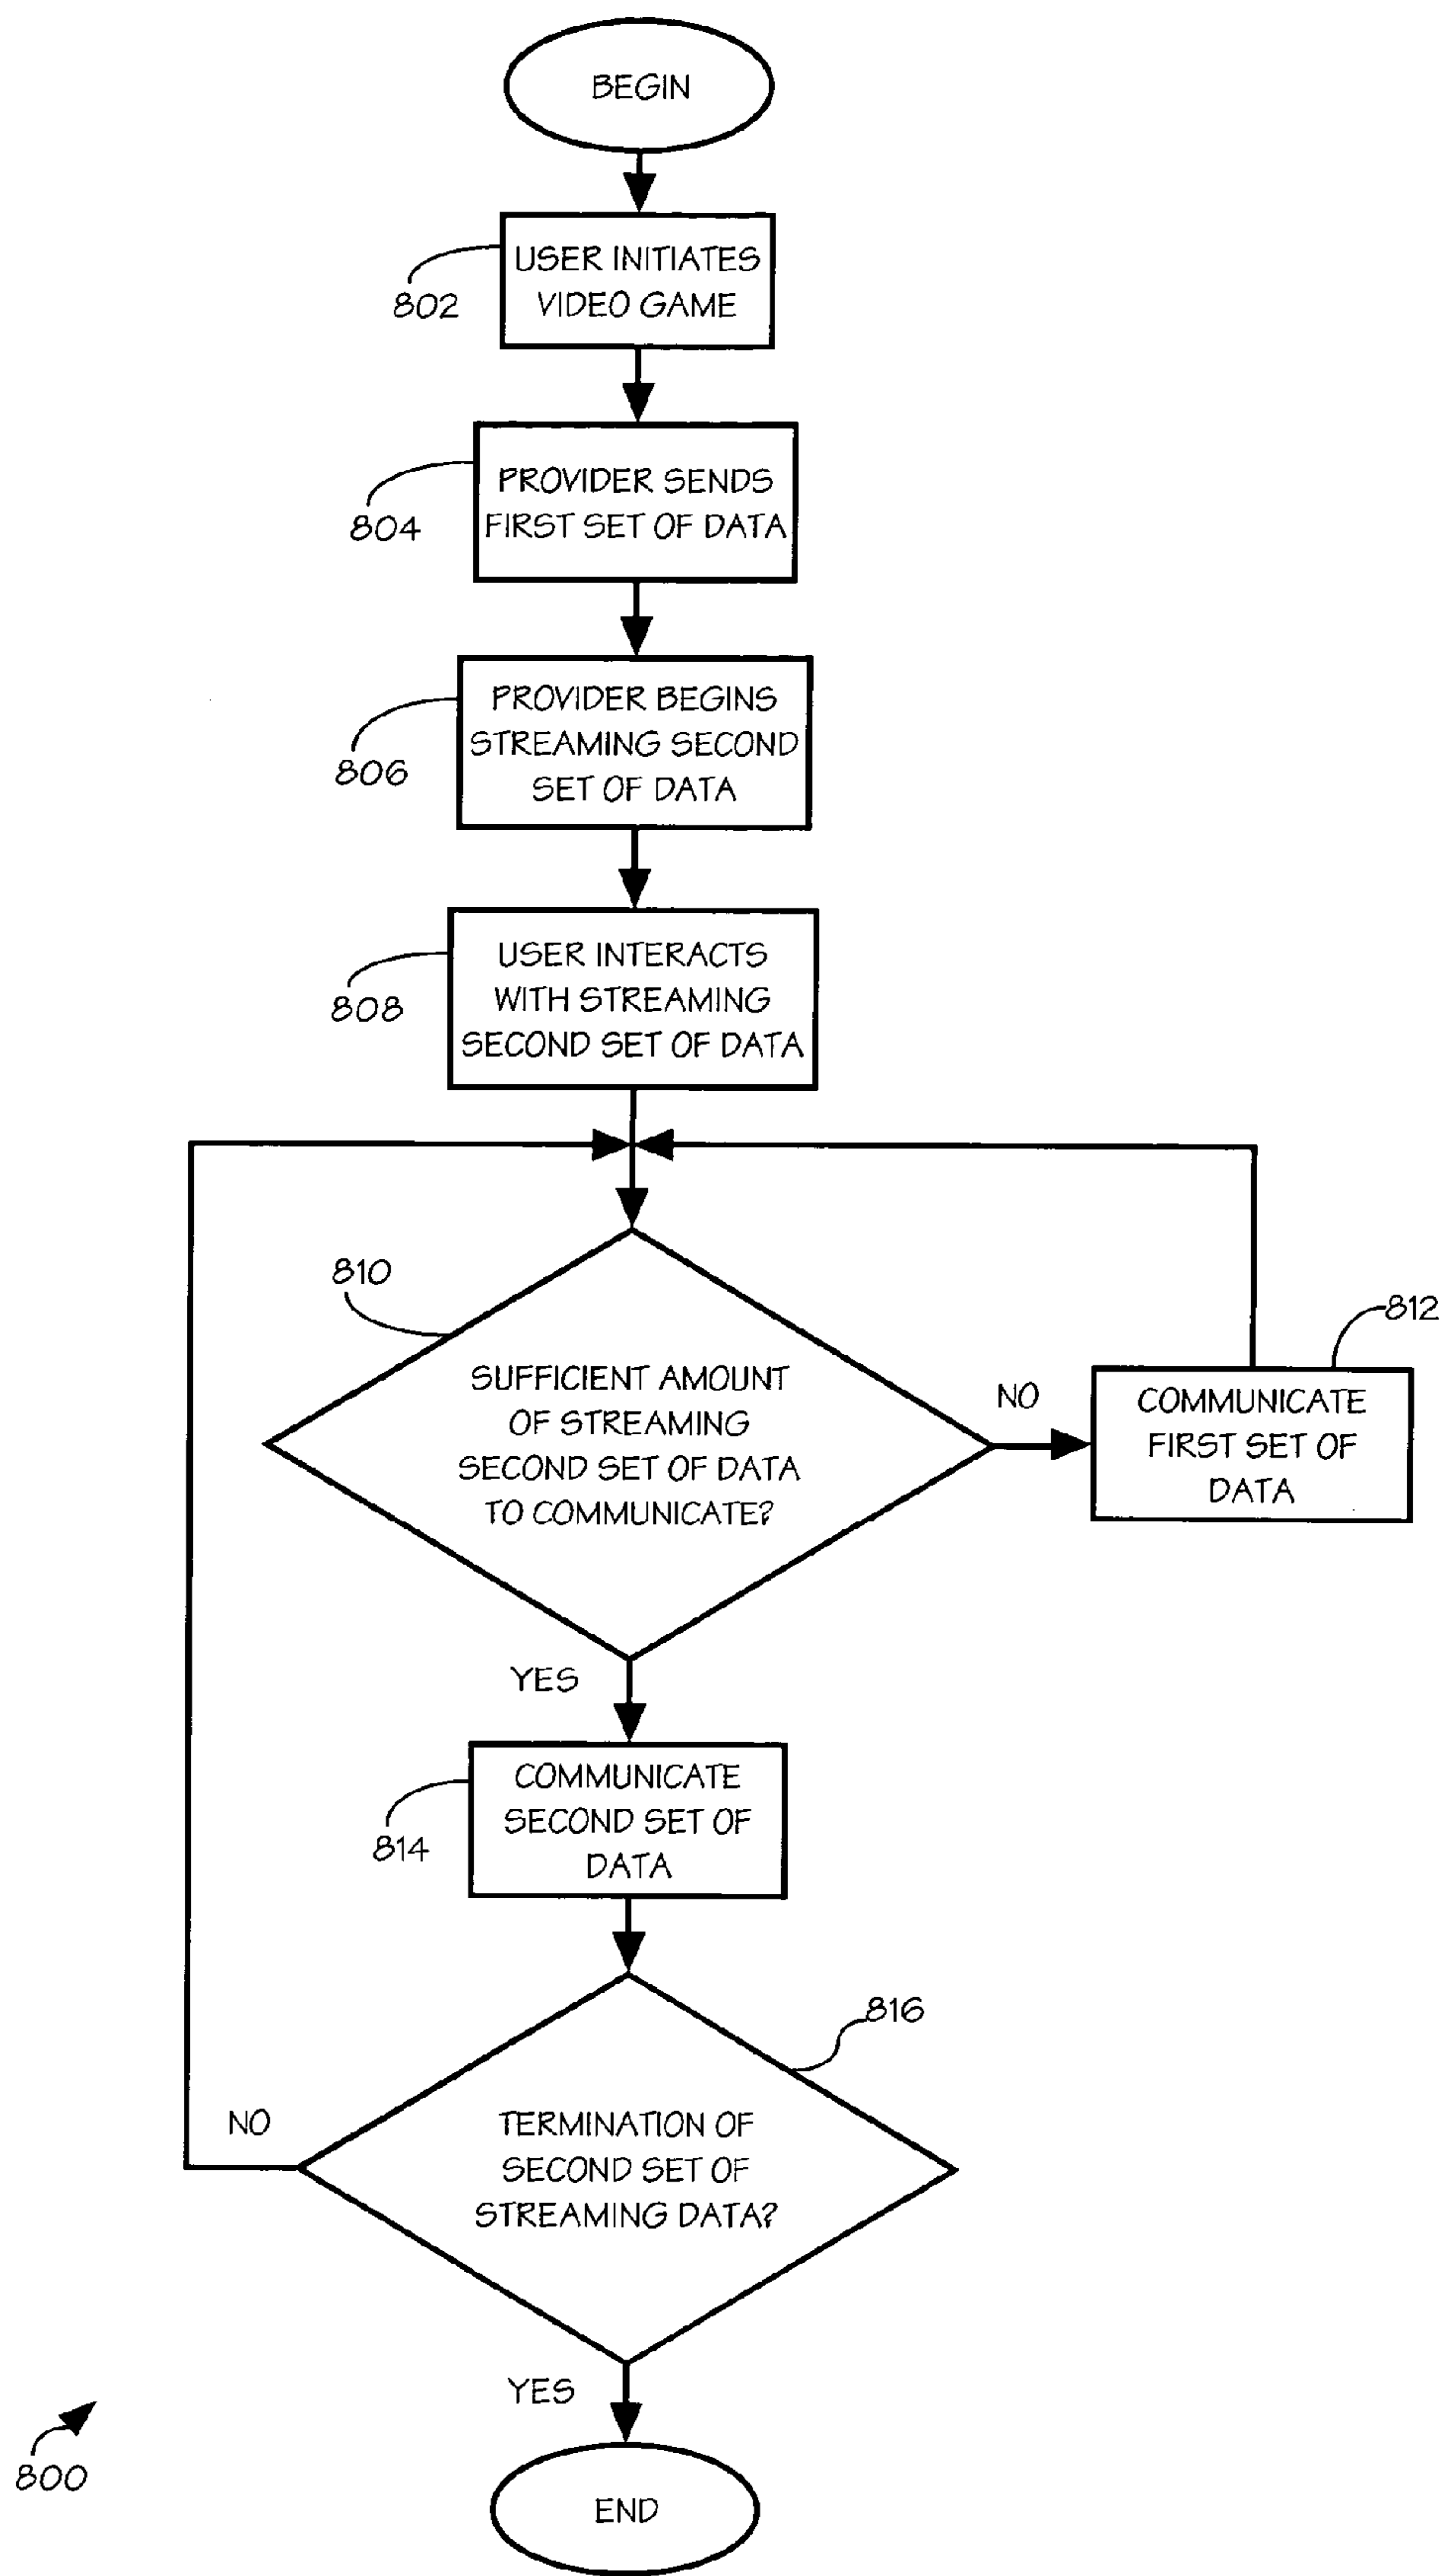 BEGIN
USER INITIATES
VIDEO GAME
802
PROVIDER SENDS
FIRST SET OF DATA
804
PROVIDER BEGINS
STREAMING SECOND
SET OF DATA
806
USER INTERACTS
WITH STREAMING
SECOND SET OF DATA
808
810
SUFFICIENT AMOUNT
OF STREAMING
SECOND SET OF DATA
TO COMMUNICATE?
NO
812
COMMUNICATE
FIRST SET OF
DATA
YES
COMMUNICATE
SECOND SET OF
DATA
814
816
TERMINATION OF
SECOND SET OF
STREAMING DATA?
NO
YES
800
END